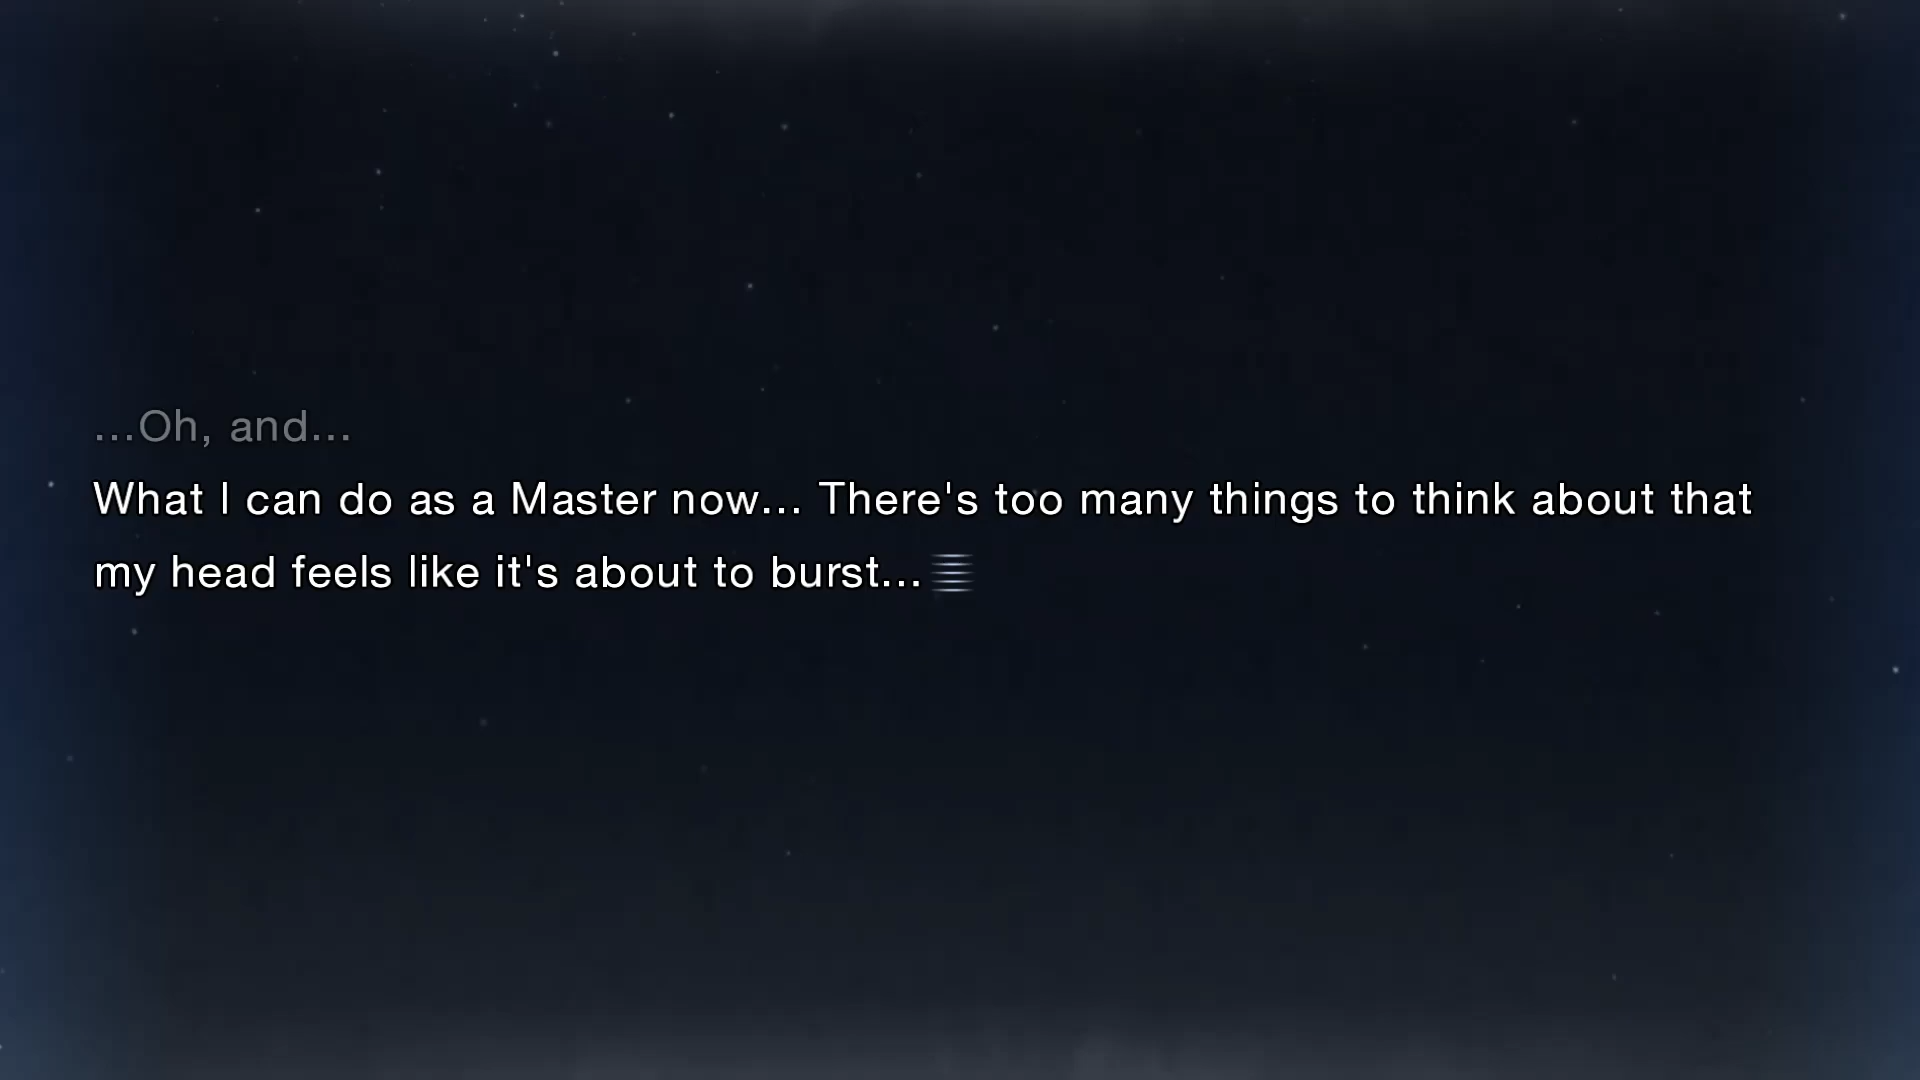 ...Oh, and...
What I can do as a Master now... There's too many things to think about that
my head feels like it's about to burst...